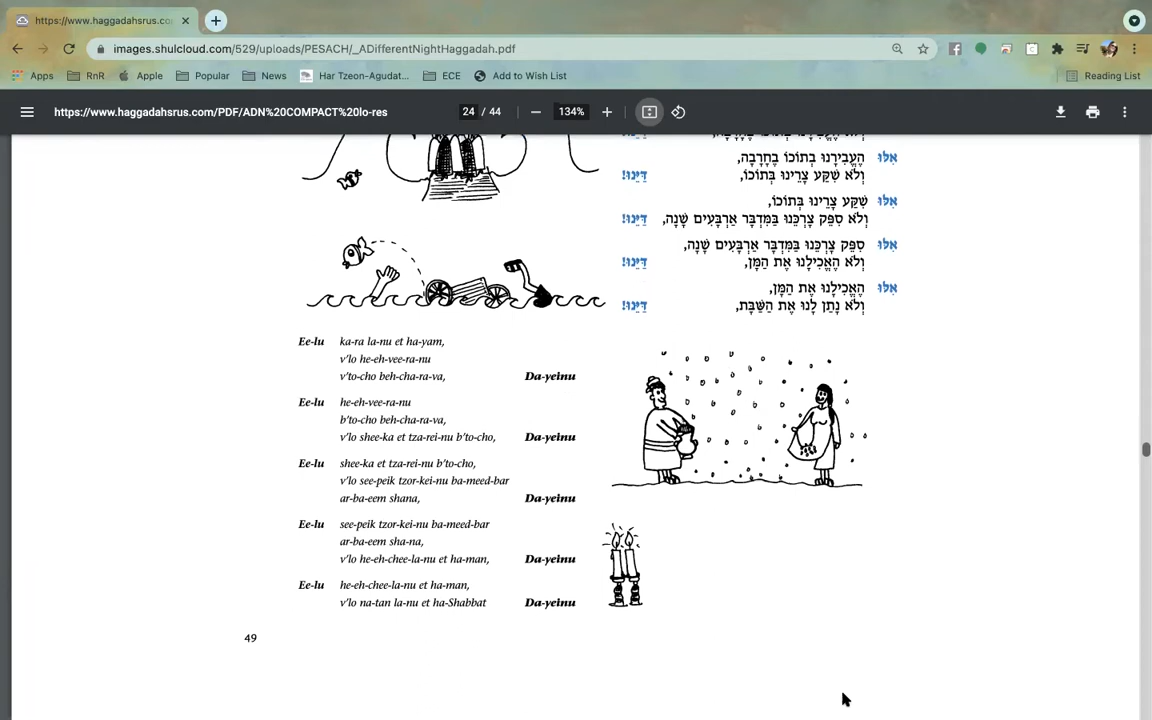 https://www.haggadahsrus.co
images.shulcloud.com/529/uploads/PESACH/_ADifferentNightHaggadah.pdf
Apps RnR Apple Popular News Har Tzeon-Agudat... ECE Add to Wish List Reading List
https://www.haggadahsrus.com/PDF/ADN%20COMPACT%20lo-res 24 / 44 134%
אִלּוּ הֶעֱבִירָנוּ בְּתוֹכוֹ בֶּחָרָבָה,
וְלֹא שִׁקַּע צָרֵינוּ בְּתוֹכוֹ, דַּיֵּנוּ!
אִלּוּ שִׁקַּע צָרֵינוּ בְּתוֹכוֹ,
וְלֹא סִפֵּק צָרְכֵּנוּ בַּמִּדְבָּר אַרְבָּעִים שָׁנָה, דַּיֵּנוּ!
אִלּוּ סִפֵּק צָרְכֵּנוּ בַּמִּדְבָּר אַרְבָּעִים שָׁנָה,
וְלֹא הֶאֱכִילָנוּ אֶת הַמָּן, דַּיֵּנוּ!
אִלּוּ הֶאֱכִילָנוּ אֶת הַמָּן,
וְלֹא נָתַן לָנוּ אֶת הַשַּׁבָּת, דַּיֵּנוּ!
Ee-lu ka-ra la-nu et ha-yam,
v'lo he-eh-vee-ra-nu
v'to-cho beh-cha-ra-va, Da-yeinu
Ee-lu he-eh-vee-ra-nu
b'to-cho beh-cha-ra-va,
v'lo shee-ka et tza-rei-nu b'to-cho, Da-yeinu
Ee-lu shee-ka et tza-rei-nu b'to-cho,
v'lo see-peik tzor-kei-nu ba-meed-bar
ar-ba-eem shana, Da-yeinu
Ee-lu see-peik tzor-kei-nu ba-meed-bar
ar-ba-eem sha-na,
v'lo he-eh-chee-la-nu et ha-man, Da-yeinu
Ee-lu he-eh-chee-la-nu et ha-man,
v'lo na-tan la-nu et ha-Shabbat Da-yeinu
49